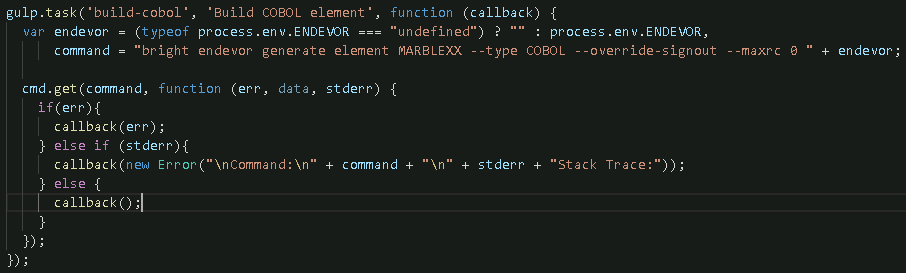 gulp.task('build-cobol', 'Build COBOL element', function (callback) {
  var endevor = (typeof process.env.ENDEVOR === "undefined") ? "" : process.env.ENDEVOR,
      command = "bright endevor generate element MARBLEXX --type COBOL --override-signout --maxrc 0 " + endevor;
  cmd.get(command, function (err, data, stderr) {
    if(err){
      callback(err);
    } else if (stderr){
      callback(new Error("\nCommand:\n" + command + "\n" + stderr + "Stack Trace:"));
    } else {
      callback();
    }
  });
});